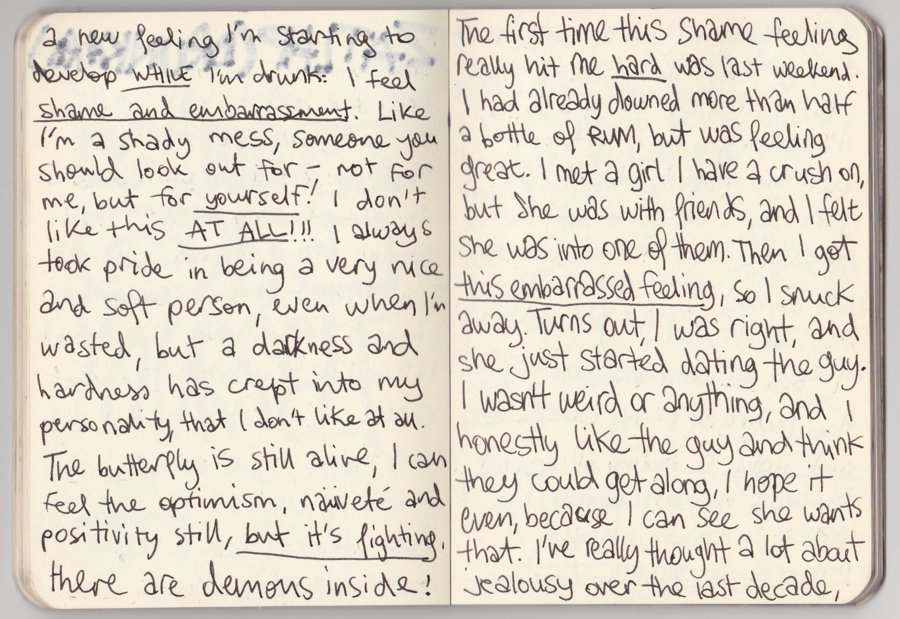 a new feeling I'm starting to
develop WHILE I'm drunk: I feel
shame and embarrassment. Like
I'm a shady mess, someone you
should look out for - not for
me, but for yourself! I don't
like this AT ALL!!! I always
took pride in being a very nice
and soft person, even when I'm
wasted, but a darkness and
hardness has crept into my
personality, that I don't like at all.
The butterfly is still alive, I can
feel the optimism, naïveté and
positivity still, but it's fighting.
there are demons inside!
The first time this shame feeling
really hit me hard was last weekend.
I had already downed more than half
a bottle of RUM, but was feeling
great. I met a girl I have a crush on,
but she was with friends, and I felt
she was into one of them. Then I got
this embarrassed feeling, so I snuck
away. Turns out, I was right, and
she just started dating the guy.
I wasn't weird or anything, and I
honestly like the guy and think
they could get along, I hope it
even, because I can see she wants
that. I've really thought a lot about
jealousy over the last decade,